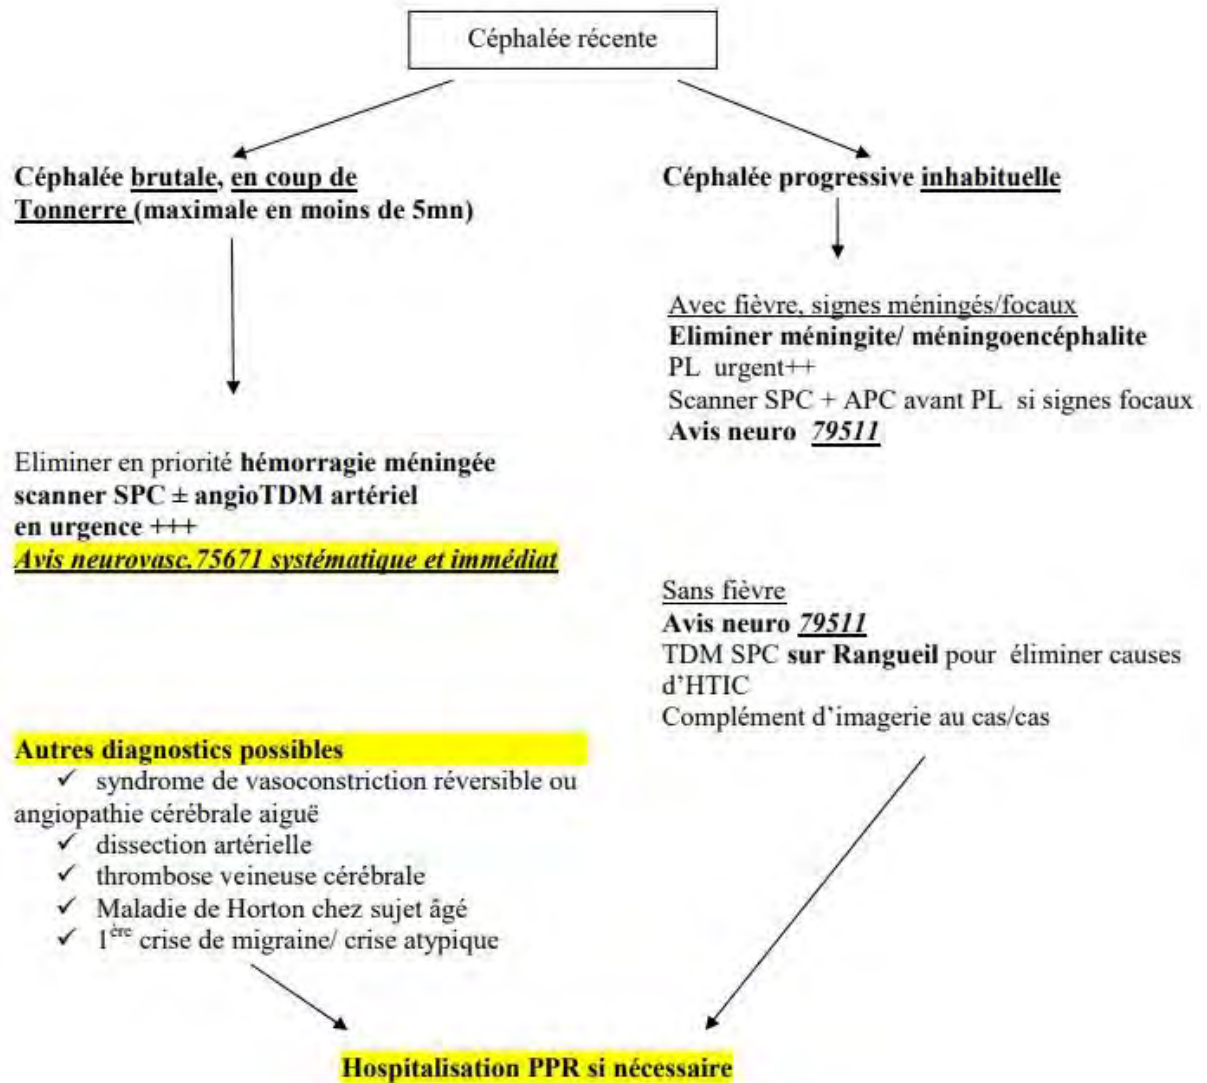 Céphalée récente
Céphalée brutale, en coup de
Tonnerre (maximale en moins de 5mn)
Céphalée progressive inhabituelle
Avec fièvre, signes méningés/focaux
Eliminer méningite/ méningoencéphalite
PL urgent++
Scanner SPC + APC avant PL si signes focaux
Avis neuro 79511
Eliminer en priorité hémorragie méningée
scanner SPC ± angioTDM artériel
en urgence +++
Avis neurovasc.75671 systématique et immédiat
Sans fièvre
Avis neuro 79511
TDM SPC sur Rangueil pour éliminer causes
d'HTIC
Complément d'imagerie au cas/cas
Autres diagnostics possibles
✓ syndrome de vasoconstriction réversible ou
angiopathie cérébrale aiguë
✓ dissection artérielle
✓ thrombose veineuse cérébrale
✓ Maladie de Horton chez sujet âgé
✓ 1ère crise de migraine/ crise atypique
Hospitalisation PPR si nécessaire